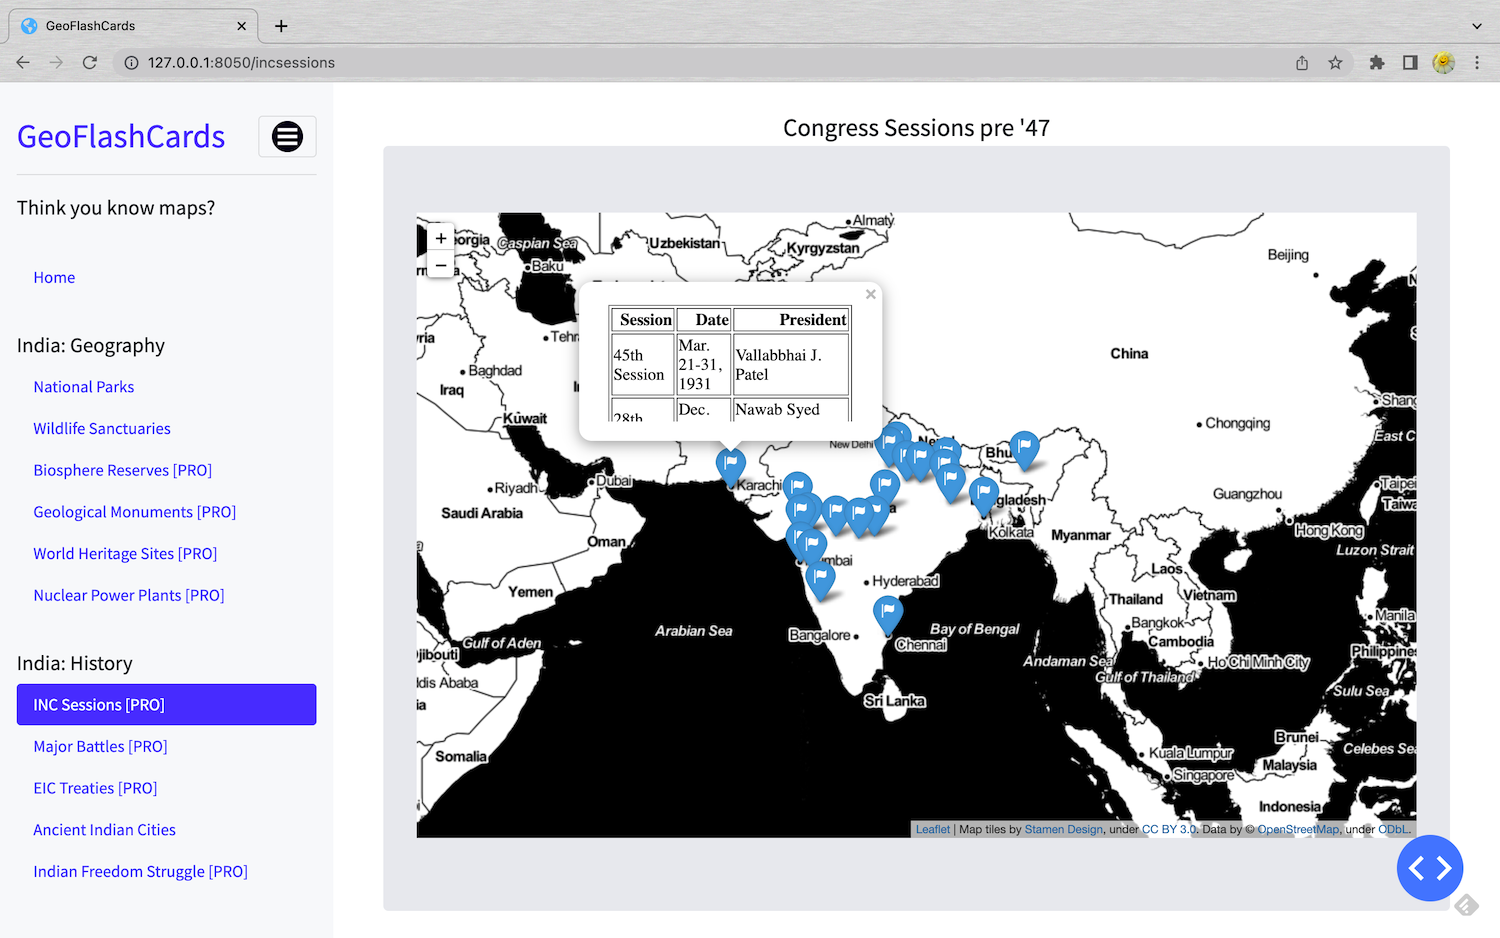 GeoFlashCards
127.0.0.1:8050/incsessions
GeoFlashCards
Think you know maps?
Home
India: Geography
National Parks
Wildlife Sanctuaries
Biosphere Reserves [PRO]
Geological Monuments [PRO]
World Heritage Sites [PRO]
Nuclear Power Plants [PRO]
India: History
INC Sessions [PRO]
Major Battles [PRO]
EIC Treaties [PRO]
Ancient Indian Cities
Indian Freedom Struggle [PRO]
Congress Sessions pre '47
+
−
Almaty
eorgia
Caspian Sea
Uzbekistan
Kyrgyzstan
Baku
Beijing
×
Session Date President
45th Session Mar. 21-31, 1931 Vallabbhai J. Patel
28th Dec. Nawab Syed
Tehr
Baghdad
Iraq
Kuwait
China
Shang
Chongqing
East C
New Delhi
Nep
Bhu
Karachi
Dubai
Riyadh
Saudi Arabia
Guangzhou
Taipei
Taiw
gladesh
Kolkata
Myanmar
Hong Kong
Luzon Strait
Oman
mbai
Hyderabad
Laos
Yemen
Thailand
Vietnam
Bangkok
Manila
Arabian Sea
Bay of Bengal
Bangalore
Chennai
Cambodia
Gulf of Aden
jibouti
Andaman Sea
Ho Chi Minh City
Philippine
Gulf of Thailand
ldis Ababa
Sri Lanka
Sulu Sea
Somalia
Brunei
Celebes Sea
Kuala Lumpur
Malaysia
Singapore
Indonesia
Leaflet | Map tiles by Stamen Design, under CC BY 3.0. Data by © OpenStreetMap, under ODbL.